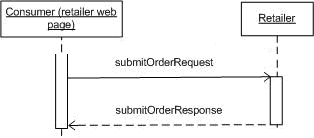 Consumer (retailer web
page)
Retailer
submitOrderRequest
submitOrderResponse